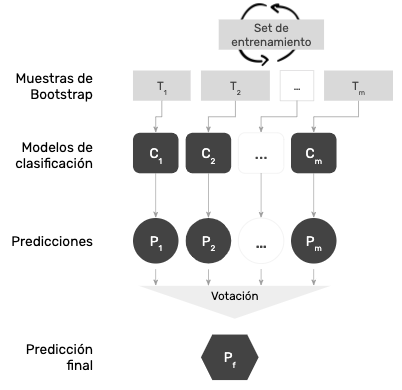 Set de
entrenamiento
Muestras de
Bootstrap
T1 T2 ... Tm
Modelos de
clasificación
C1 C2 ... Cm
Predicciones
P1 P2 ... Pm
Votación
Predicción
final
Pf